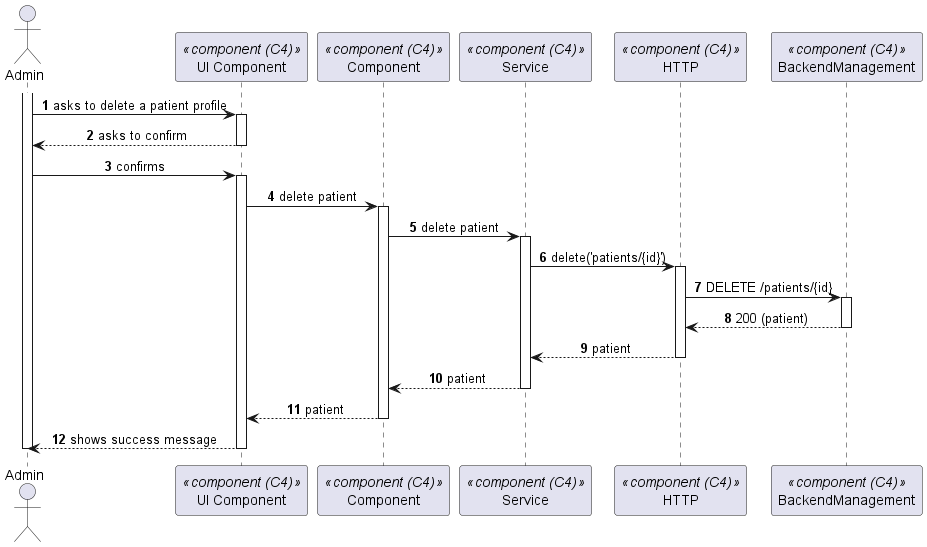 «component (C4)» «component (C4)» «component (C4)» «component (C4)» «component (C4)»
Admin UI Component Component Service HTTP BackendManagement
1 asks to delete a patient profile
2 asks to confirm
3 confirms
4 delete patient
5 delete patient
6 delete('patients/{id}')
7 DELETE /patients/{id}
8 200 (patient)
9 patient
10 patient
11 patient
12 shows success message
Admin «component (C4)» «component (C4)» «component (C4)» «component (C4)» «component (C4)»
UI Component Component Service HTTP BackendManagement